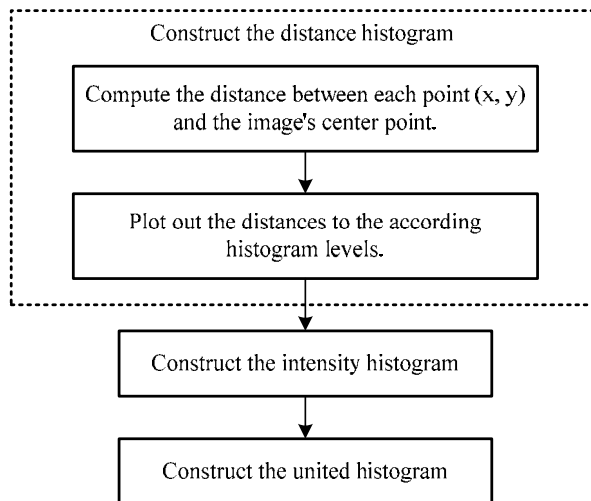 Construct the distance histogram
Compute the distance between each point (x, y)
and the image's center point.
Plot out the distances to the according
histogram levels.
Construct the intensity histogram
Construct the united histogram